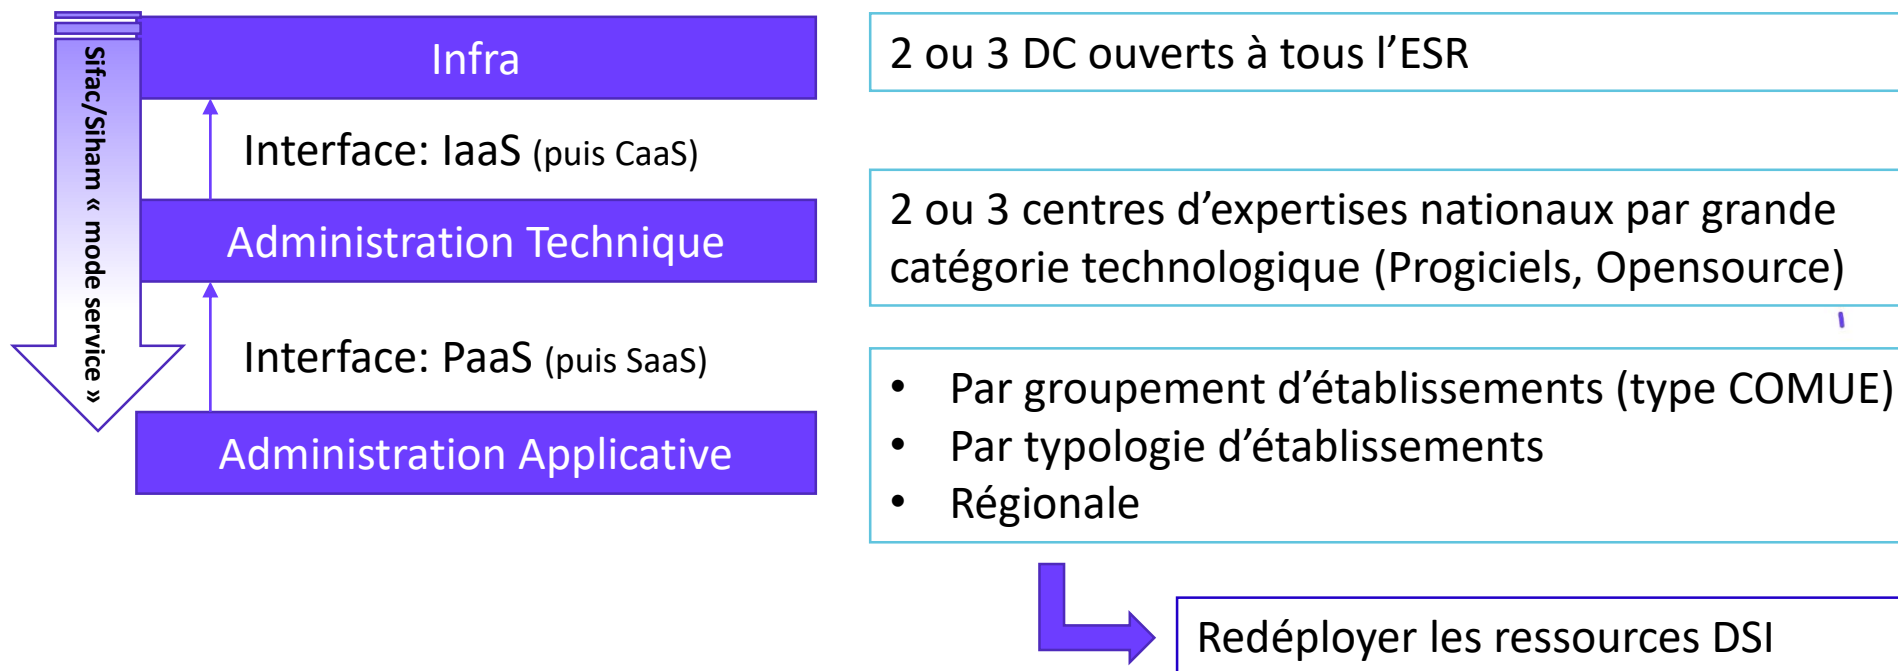 Sifac/Siham « mode service »
Infra
2 ou 3 DC ouverts à tous l’ESR
Interface: IaaS (puis CaaS)
Administration Technique
2 ou 3 centres d’expertises nationaux par grande
catégorie technologique (Progiciels, Opensource)
Interface: PaaS (puis SaaS)
Administration Applicative
• Par groupement d’établissements (type COMUE)
• Par typologie d’établissements
• Régionale
Redéployer les ressources DSI